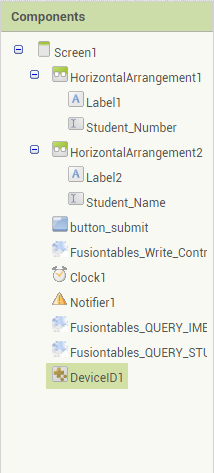 Components
Screen1
HorizontalArrangement1
A Label1
Student_Number
HorizontalArrangement2
A Label2
Student_Name
button_submit
Fusiontables_Write_Contr
Clock1
Notifier1
Fusiontables_QUERY_IME
Fusiontables_QUERY_STU
DeviceID1